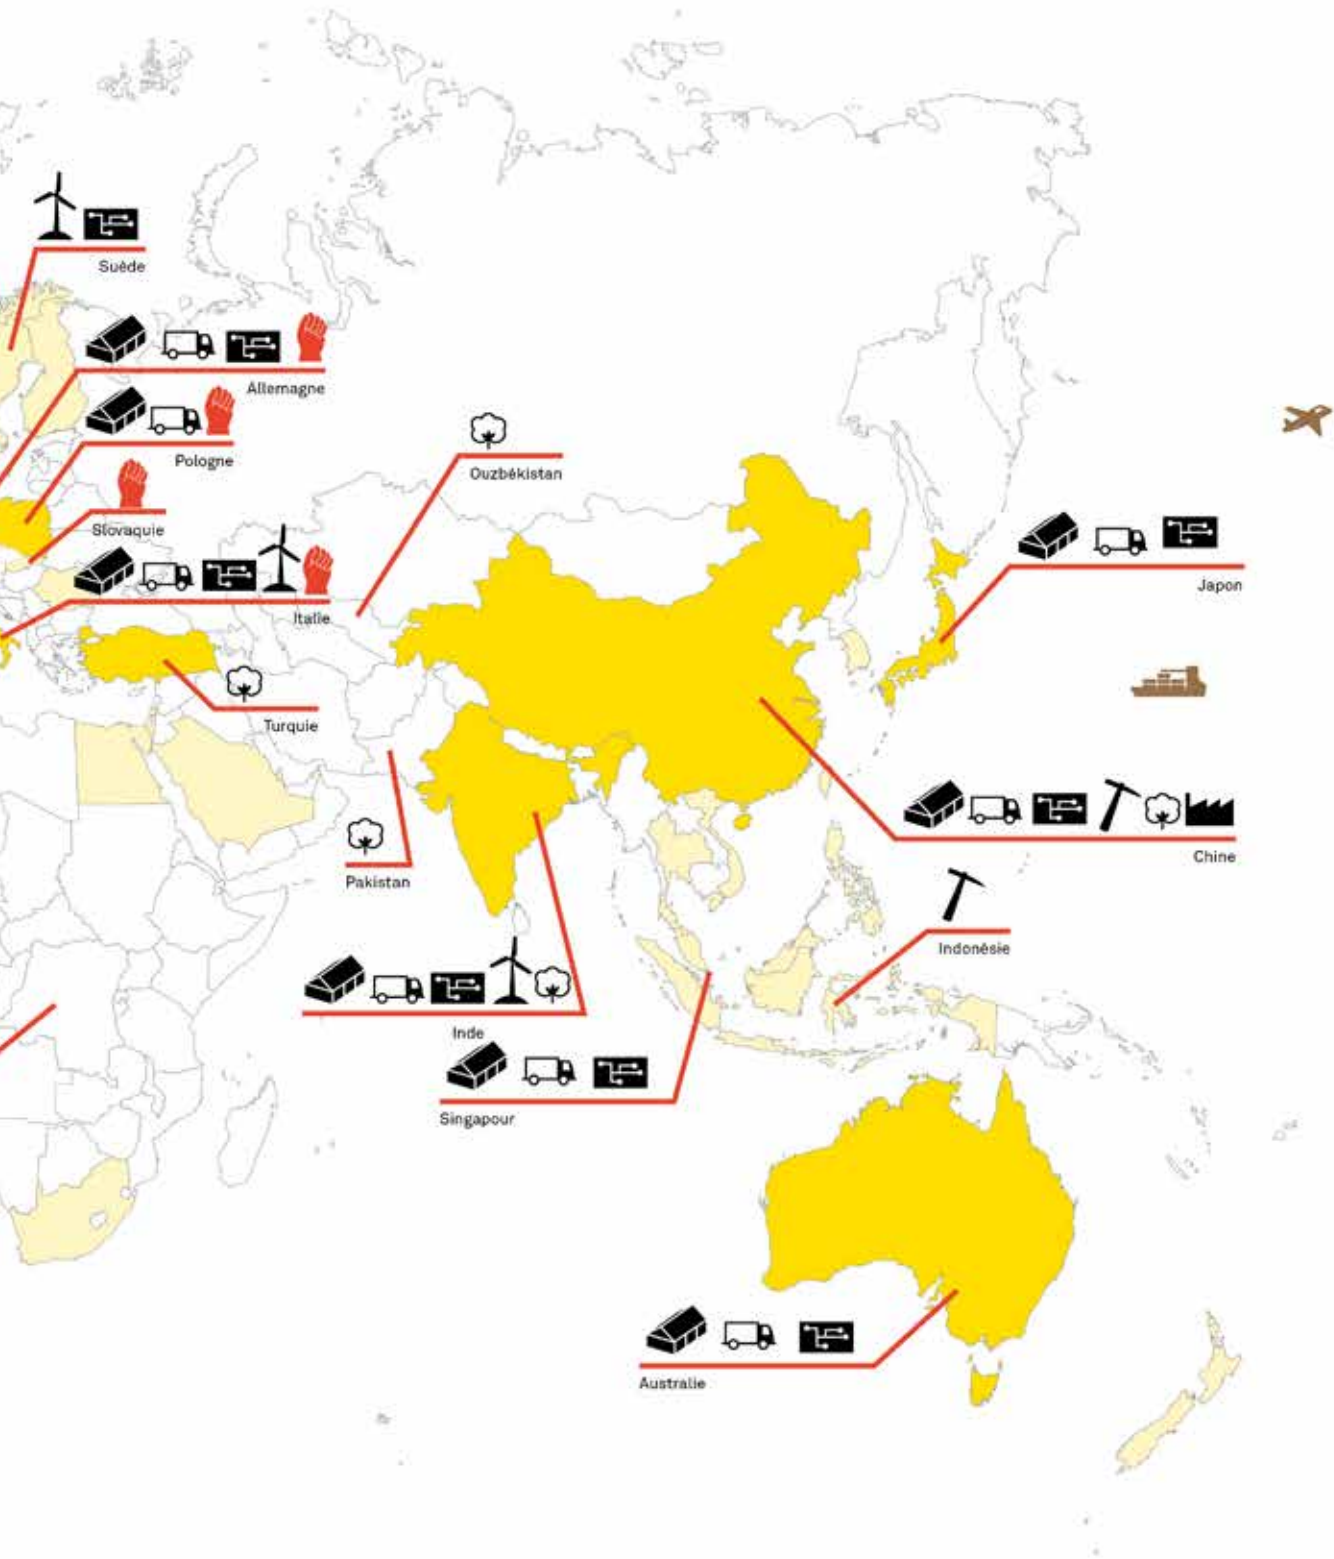 Suède
Allemagne
Pologne
Ouzbékistan
Slovaquie
Japon
Italie
Turquie
Chine
Pakistan
Indonésie
Inde
Singapour
Australie